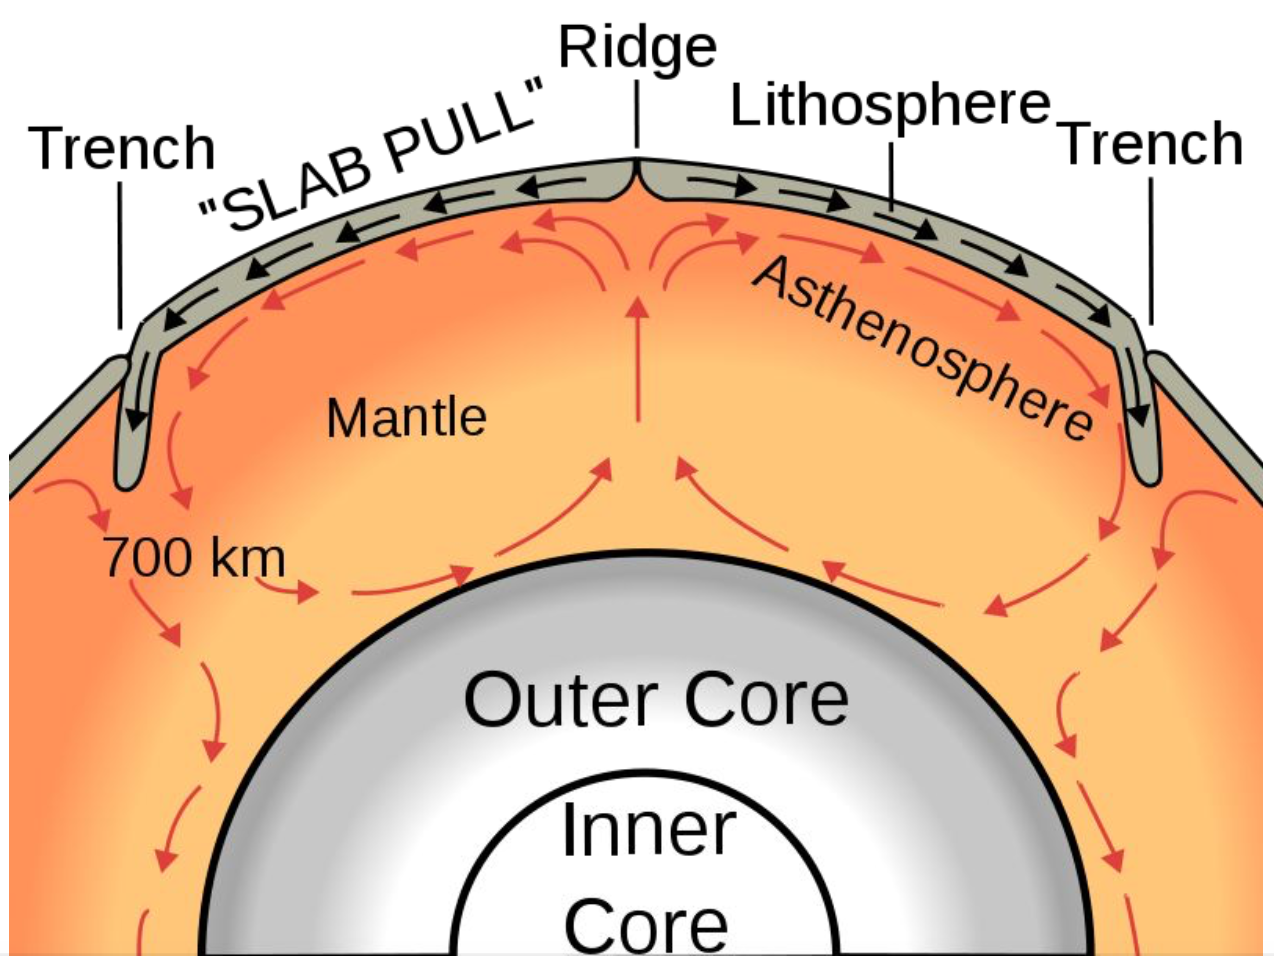 Ridge
Lithosphere
Trench
"SLAB PULL"
Trench
Asthenosphere
Mantle
700 km
Outer Core
Inner
Core